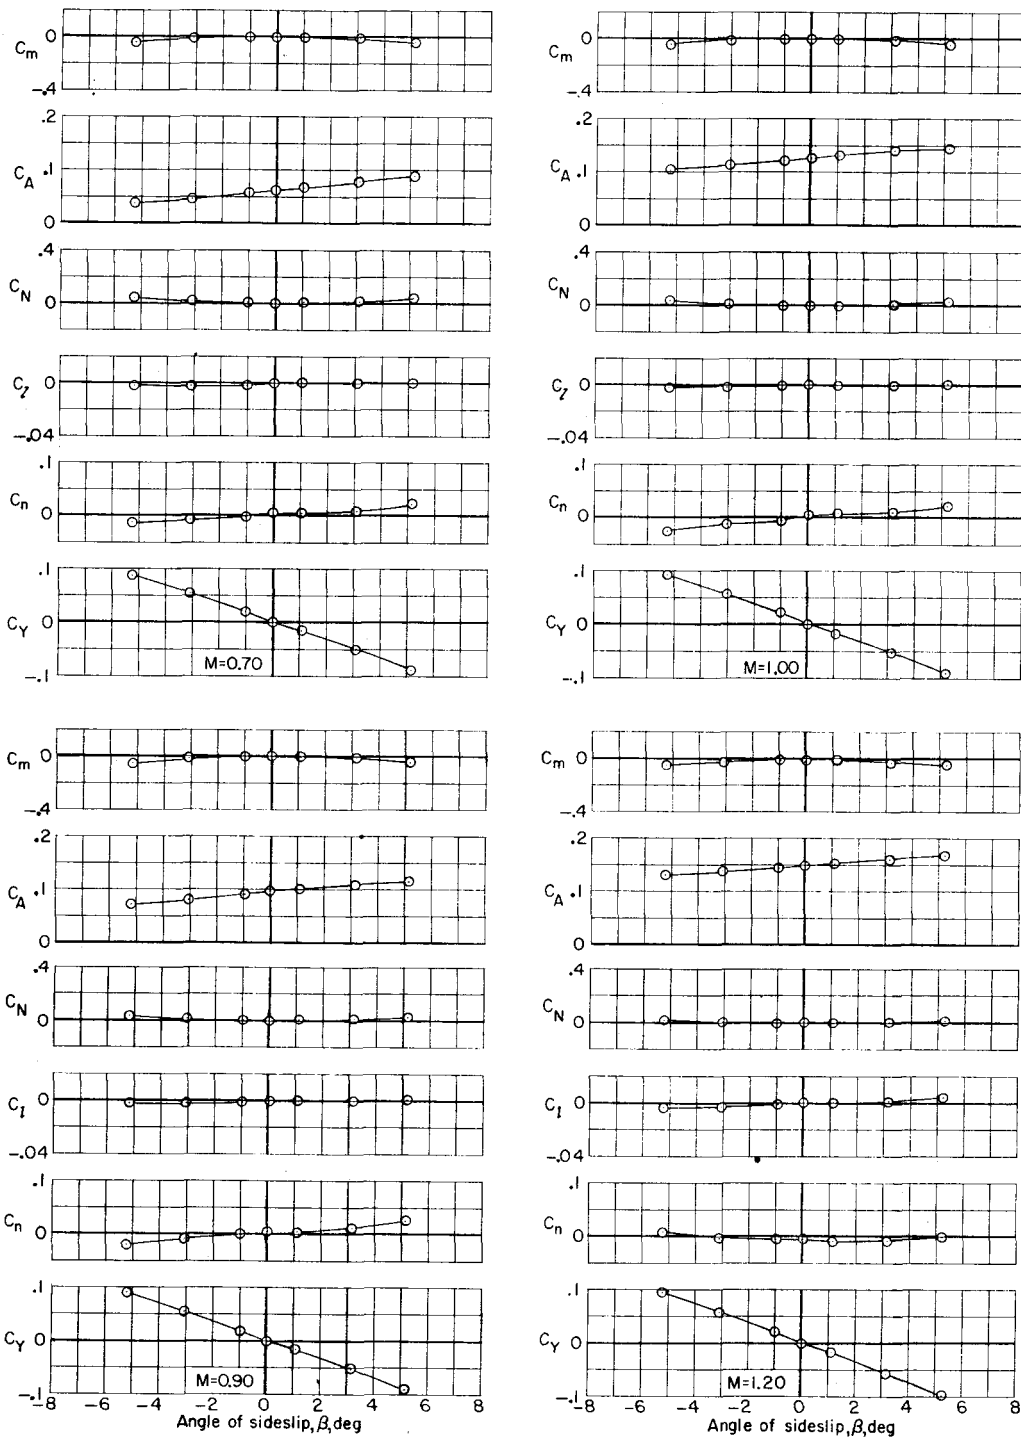 C_m 0
-.4
.2
C_A .1
0
.4
C_N 0
C_l 0
-.04
.1
C_n 0
.1
C_Y 0
-.1
M=0.70
C_m 0
-.4
.2
C_A .1
0
.4
C_N 0
C_l 0
-.04
.1
C_n 0
.1
C_Y 0
-.1
M=1.00
C_m 0
-.4
.2
C_A .1
0
.4
C_N 0
C_l 0
-.04
.1
C_n 0
.1
C_Y 0
-.1
M=0.90
-8 -6 -4 -2 0 2 4 6 8
Angle of sideslip, β, deg
C_m 0
-.4
.2
C_A .1
0
.4
C_N 0
C_l 0
-.04
.1
C_n 0
.1
C_Y 0
-.1
M=1.20
-8 -6 -4 -2 0 2 4 6 8
Angle of sideslip, β, deg